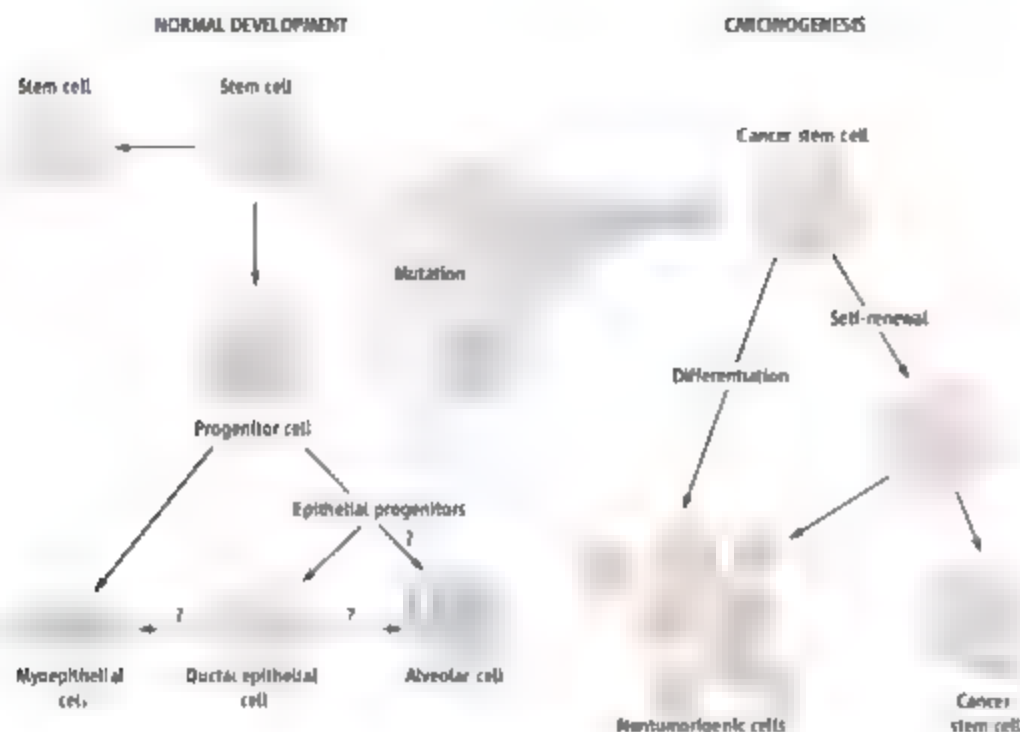 NORMAL DEVELOPMENT
CARCINOGENESIS
Stem cell
Stem cell
Cancer stem cell
Mutation
Self-renewal
Differentiation
Progenitor cell
Epithelial progenitors
?
?
?
Myoepithelial
cell
Ductal epithelial
cell
Alveolar cell
Nontumorigenic cells
Cancer
stem cell